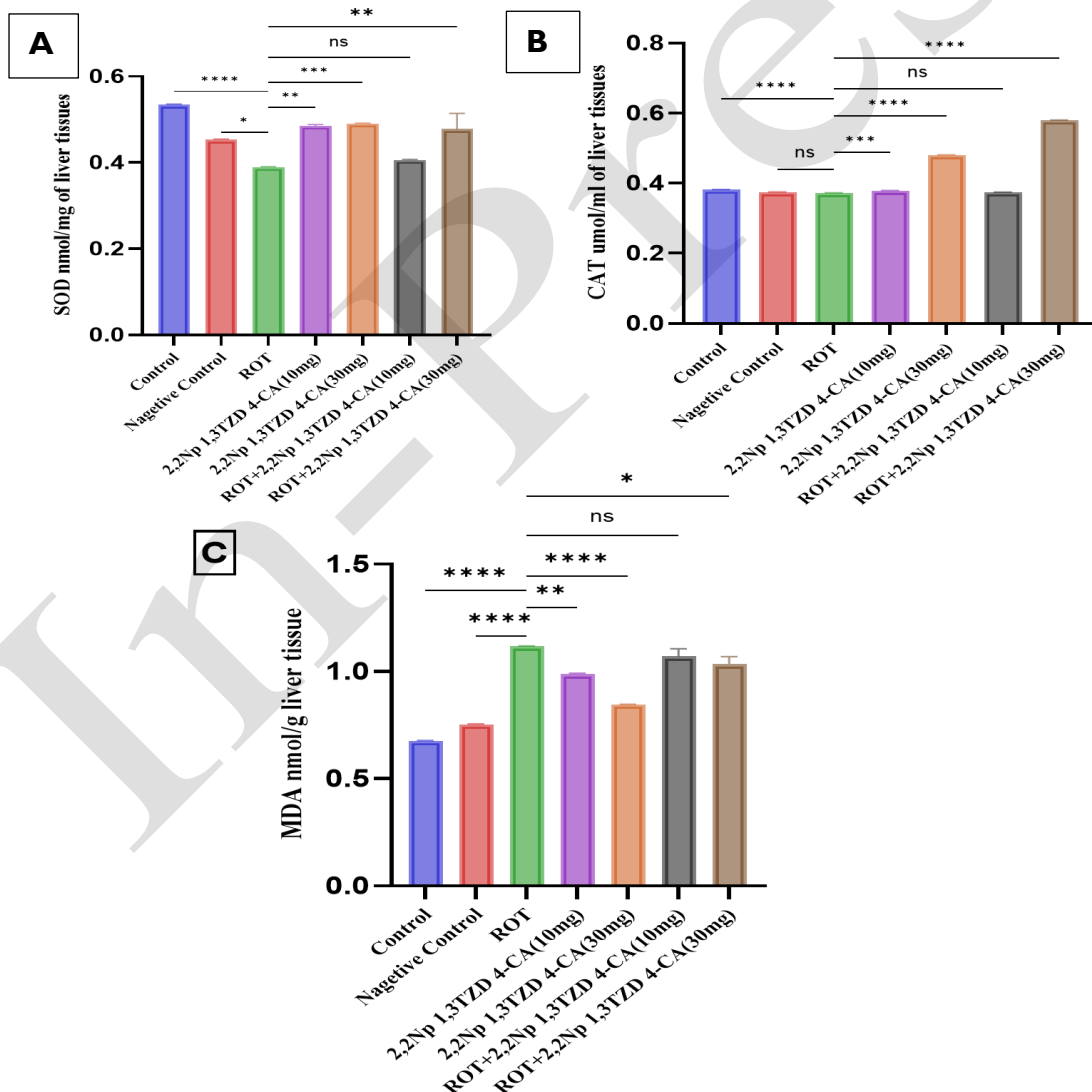 A
**
ns
****
***
**
*
SOD nmol/mg of liver tissues
0.6
0.4
0.2
0.0
Control
Nagetive Control
ROT
2,2Np 1,3TZD 4-CA(10mg)
2,2Np 1,3TZD 4-CA(30mg)
ROT+2,2Np 1,3TZD 4-CA(10mg)
ROT+2,2Np 1,3TZD 4-CA(30mg)
B
****
ns
****
****
***
ns
CAT umol/ml of liver tissues
0.8
0.6
0.4
0.2
0.0
Control
Nagetive Control
ROT
2,2Np 1,3TZD 4-CA(10mg)
2,2Np 1,3TZD 4-CA(30mg)
ROT+2,2Np 1,3TZD 4-CA(10mg)
ROT+2,2Np 1,3TZD 4-CA(30mg)
C
*
ns
****
****
**
****
MDA nmol/g liver tissue
1.5
1.0
0.5
0.0
Control
Nagetive Control
ROT
2,2Np 1,3TZD 4-CA(10mg)
2,2Np 1,3TZD 4-CA(30mg)
ROT+2,2Np 1,3TZD 4-CA(10mg)
ROT+2,2Np 1,3TZD 4-CA(30mg)
In-Pres